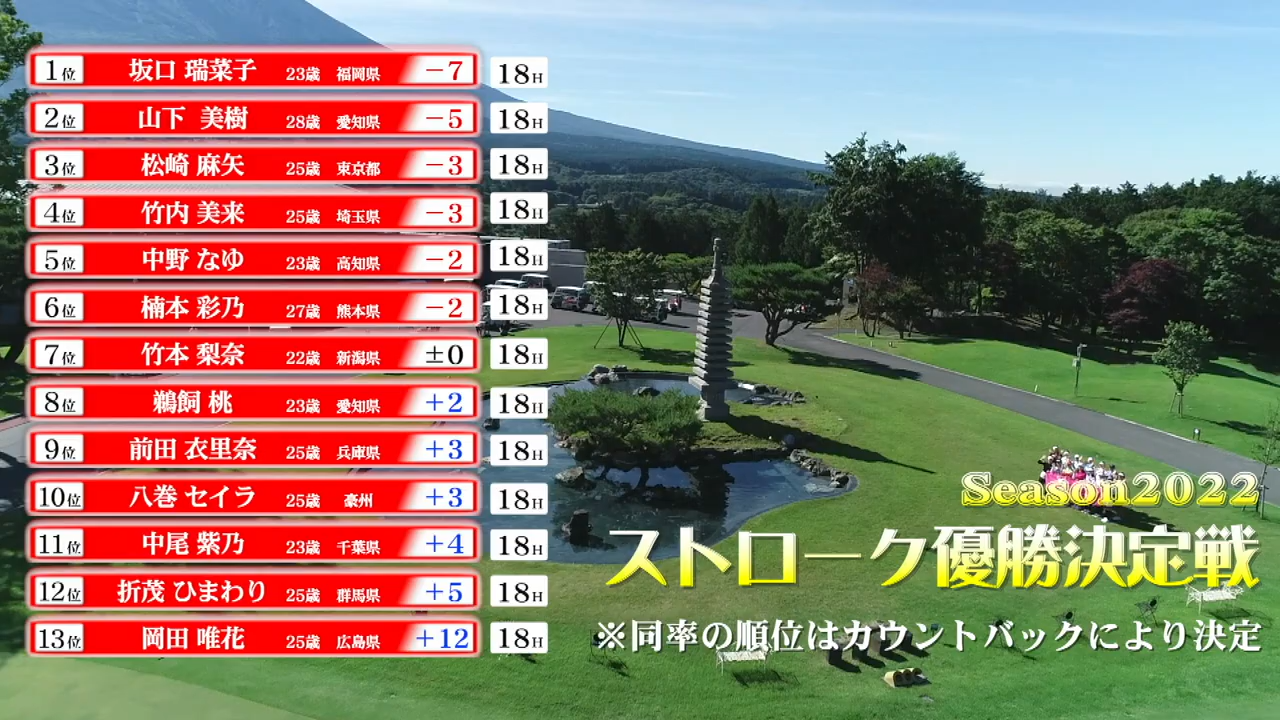 1位 坂口 瑞菜子 23歳 福岡県 －7 18H
2位 山下 美樹 28歳 愛知県 －5 18H
3位 松崎 麻矢 25歳 東京都 －3 18H
4位 竹内 美来 25歳 埼玉県 －3 18H
5位 中野 なゆ 23歳 高知県 －2 18H
6位 楠本 彩乃 27歳 熊本県 －2 18H
7位 竹本 梨奈 22歳 新潟県 ±0 18H
8位 鵜飼 桃 23歳 愛知県 +2 18H
9位 前田 衣里奈 25歳 兵庫県 +3 18H
10位 八巻 セイラ 25歳 豪州 +3 18H
11位 中尾 紫乃 23歳 千葉県 +4 18H
12位 折茂 ひまわり 25歳 群馬県 +5 18H
13位 岡田 唯花 25歳 広島県 +12 18H
Season2022
ストローク優勝決定戦
※同率の順位はカウントバックにより決定